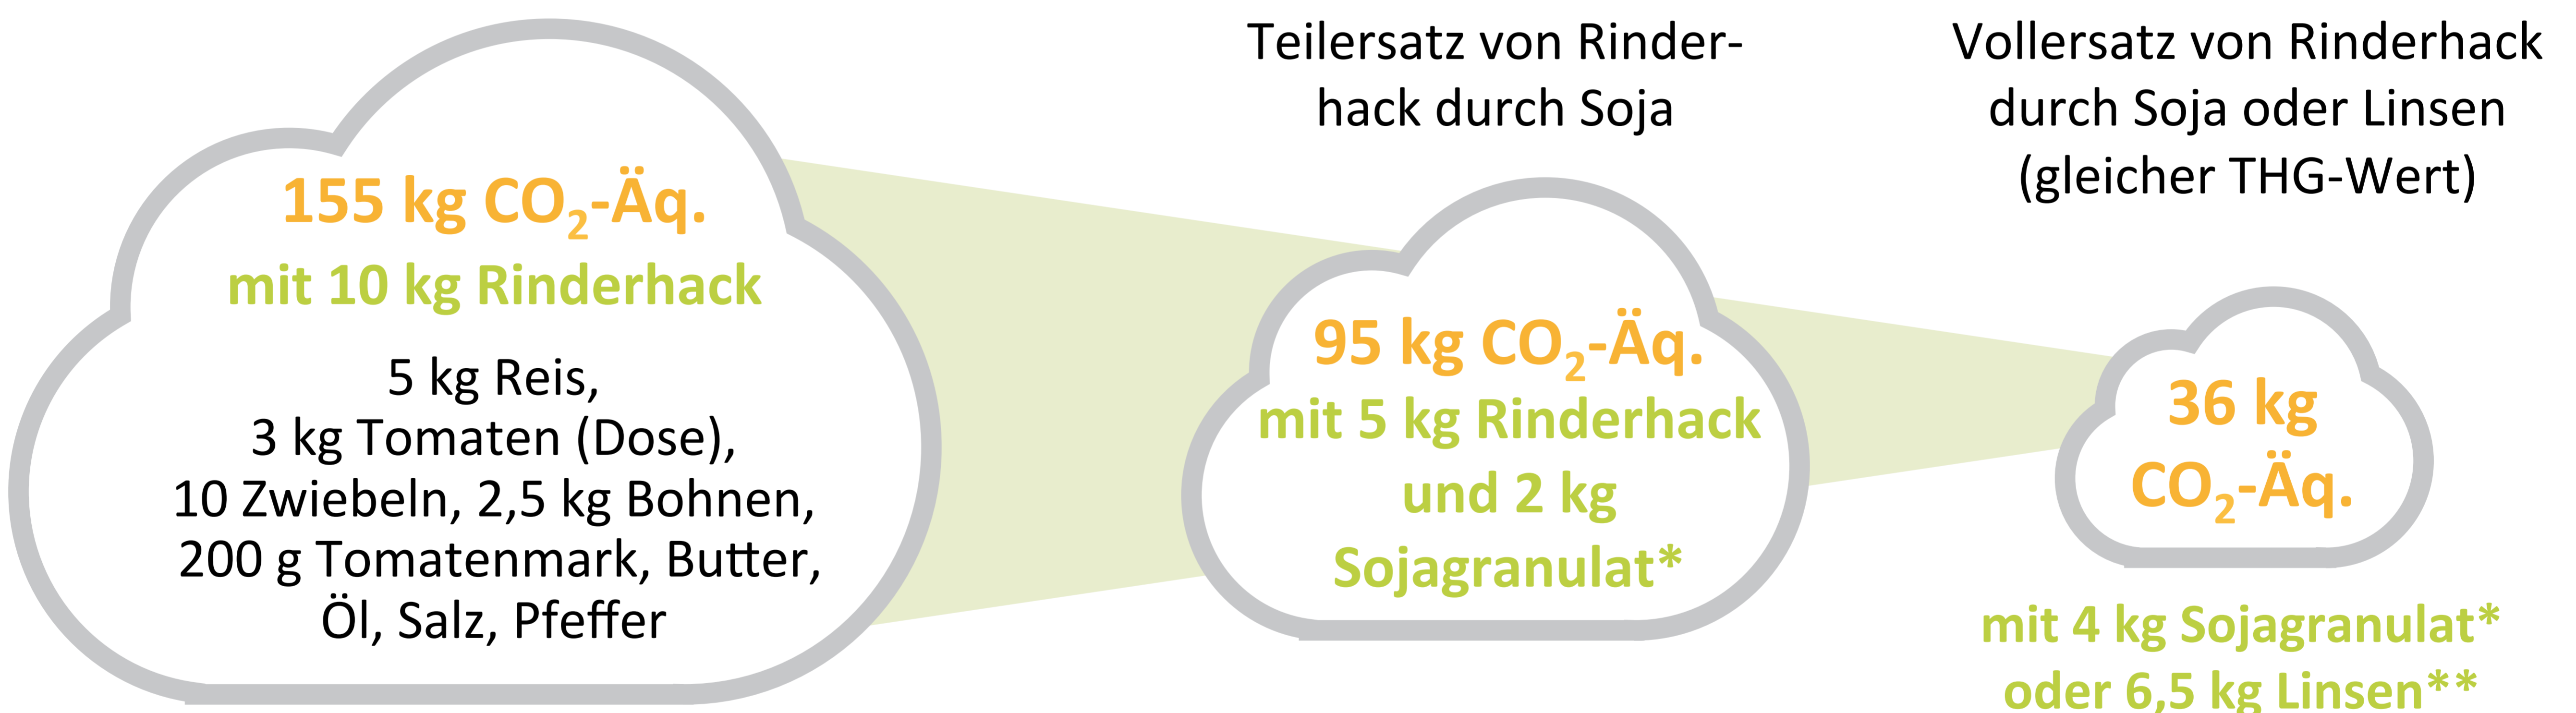 155 kg CO₂-Äq.
mit 10 kg Rinderhack
5 kg Reis,
3 kg Tomaten (Dose),
10 Zwiebeln, 2,5 kg Bohnen,
200 g Tomatenmark, Butter,
Öl, Salz, Pfeffer
Teilersatz von Rinder-
hack durch Soja
95 kg CO₂-Äq.
mit 5 kg Rinderhack
und 2 kg
Sojagranulat*
Vollersatz von Rinderhack
durch Soja oder Linsen
(gleicher THG-Wert)
36 kg
CO₂-Äq.
mit 4 kg Sojagranulat*
oder 6,5 kg Linsen**